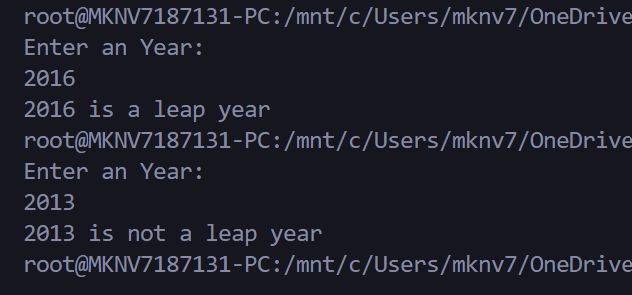 root@MKNV7187131-PC:/mnt/c/Users/mknv7/OneDrive
Enter an Year:
2016
2016 is a leap year
root@MKNV7187131-PC:/mnt/c/Users/mknv7/OneDrive
Enter an Year:
2013
2013 is not a leap year
root@MKNV7187131-PC:/mnt/c/Users/mknv7/OneDrive